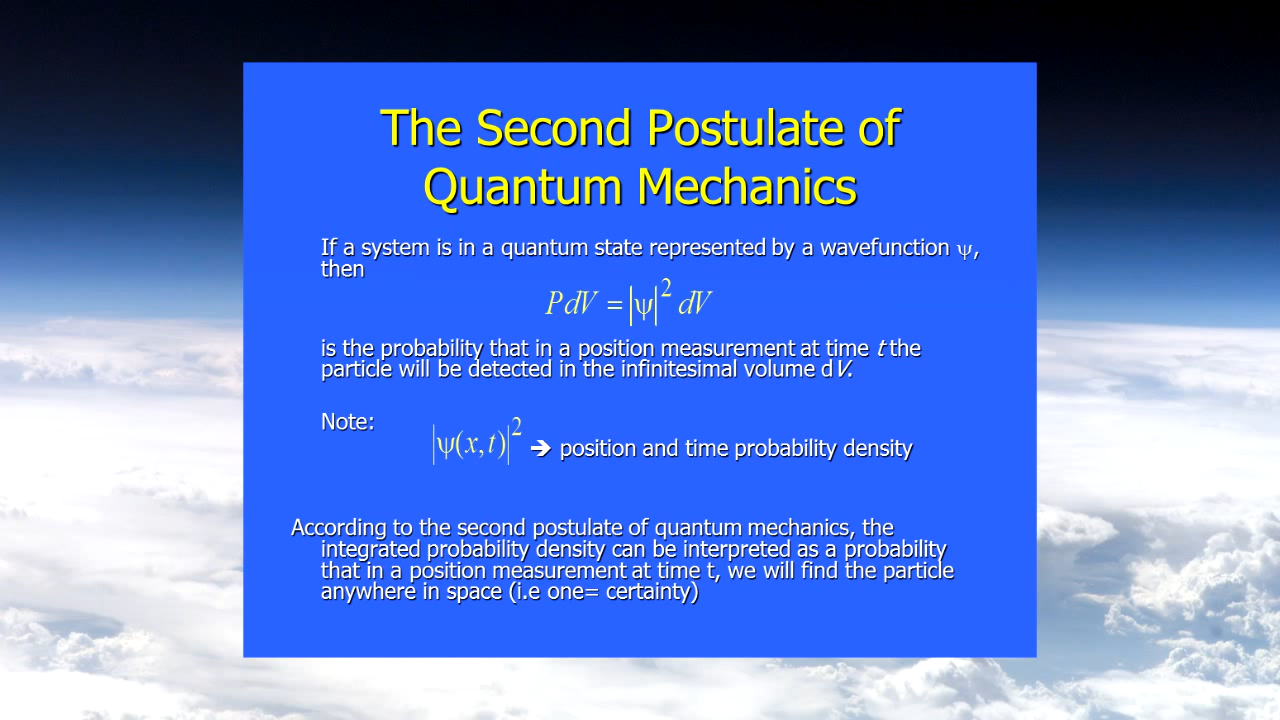 The Second Postulate of
Quantum Mechanics
If a system is in a quantum state represented by a wavefunction ψ,
then
PdV = |ψ|² dV
is the probability that in a position measurement at time t the
particle will be detected in the infinitesimal volume dV.
Note:
|ψ(x,t)|² ➔ position and time probability density
According to the second postulate of quantum mechanics, the
integrated probability density can be interpreted as a probability
that in a position measurement at time t, we will find the particle
anywhere in space (i.e one= certainty)